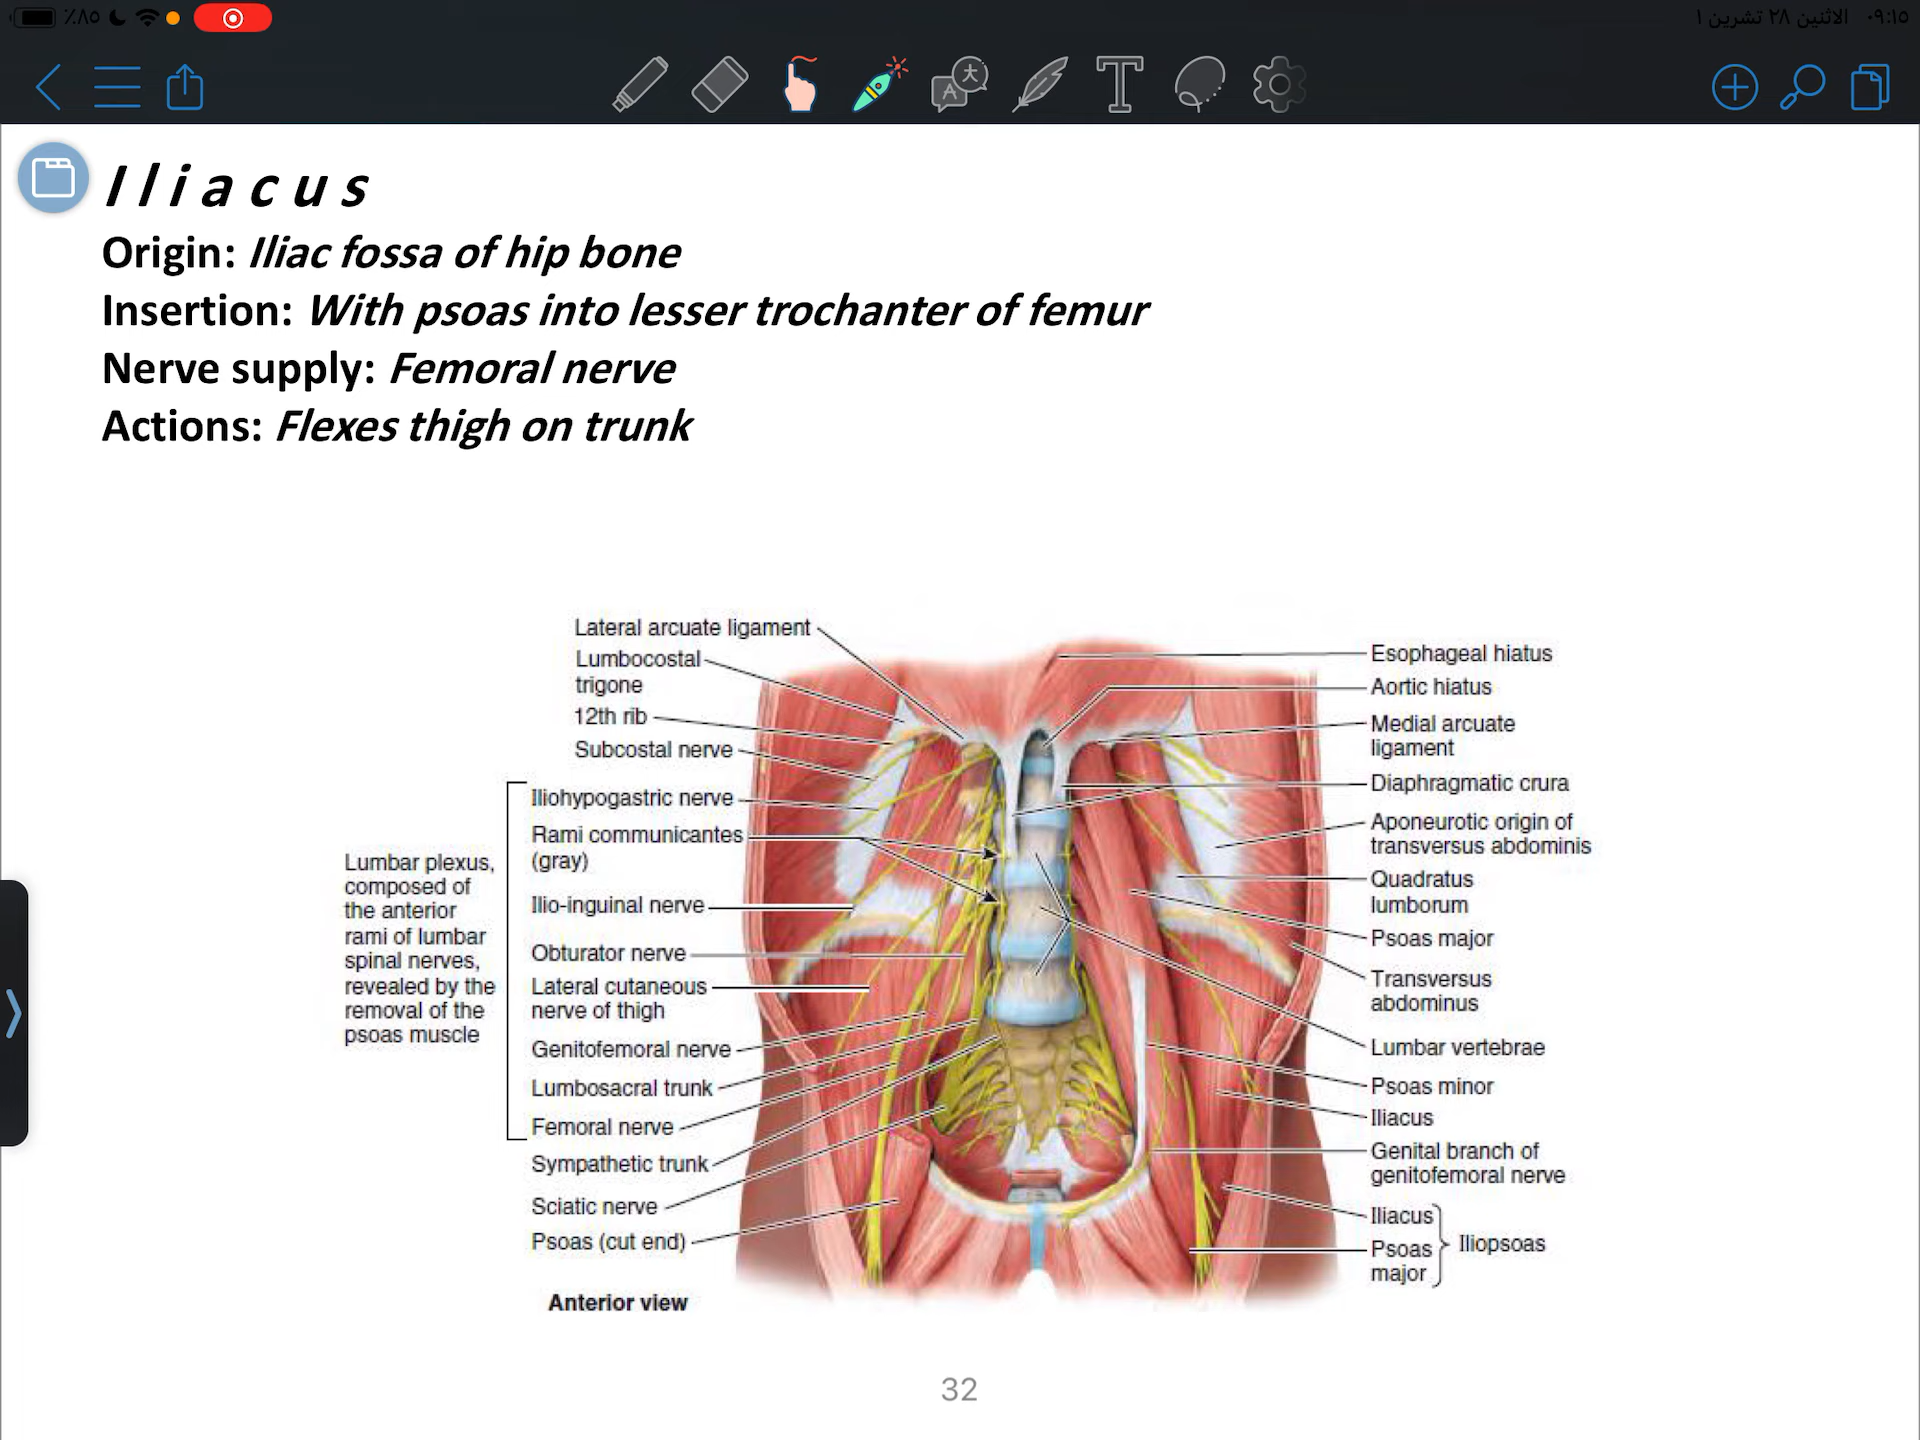 ٪٨٥
٠٩:١٥ الاثنين ٢٨ تشرين ١
Iliacus
Origin: Iliac fossa of hip bone
Insertion: With psoas into lesser trochanter of femur
Nerve supply: Femoral nerve
Actions: Flexes thigh on trunk
Lateral arcuate ligament
Lumbocostal
trigone
12th rib
Subcostal nerve
Lumbar plexus,
composed of
the anterior
rami of lumbar
spinal nerves,
revealed by the
removal of the
psoas muscle
Iliohypogastric nerve
Rami communicantes
(gray)
Ilio-inguinal nerve
Obturator nerve
Lateral cutaneous
nerve of thigh
Genitofemoral nerve
Lumbosacral trunk
Femoral nerve
Sympathetic trunk
Sciatic nerve
Psoas (cut end)
Anterior view
Esophageal hiatus
Aortic hiatus
Medial arcuate
ligament
Diaphragmatic crura
Aponeurotic origin of
transversus abdominis
Quadratus
lumborum
Psoas major
Transversus
abdominus
Lumbar vertebrae
Psoas minor
Iliacus
Genital branch of
genitofemoral nerve
Iliacus
Psoas
major
Iliopsoas
32